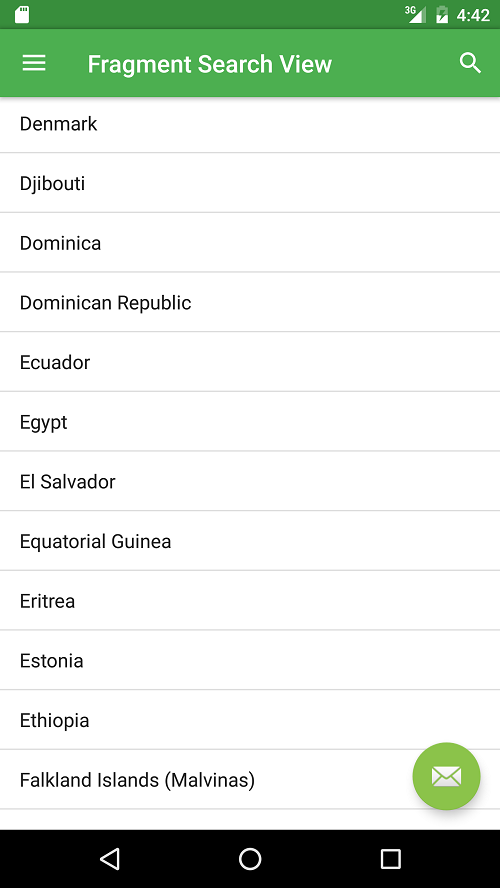 3G
4:42
Fragment Search View
Denmark
Djibouti
Dominica
Dominican Republic
Ecuador
Egypt
El Salvador
Equatorial Guinea
Eritrea
Estonia
Ethiopia
Falkland Islands (Malvinas)